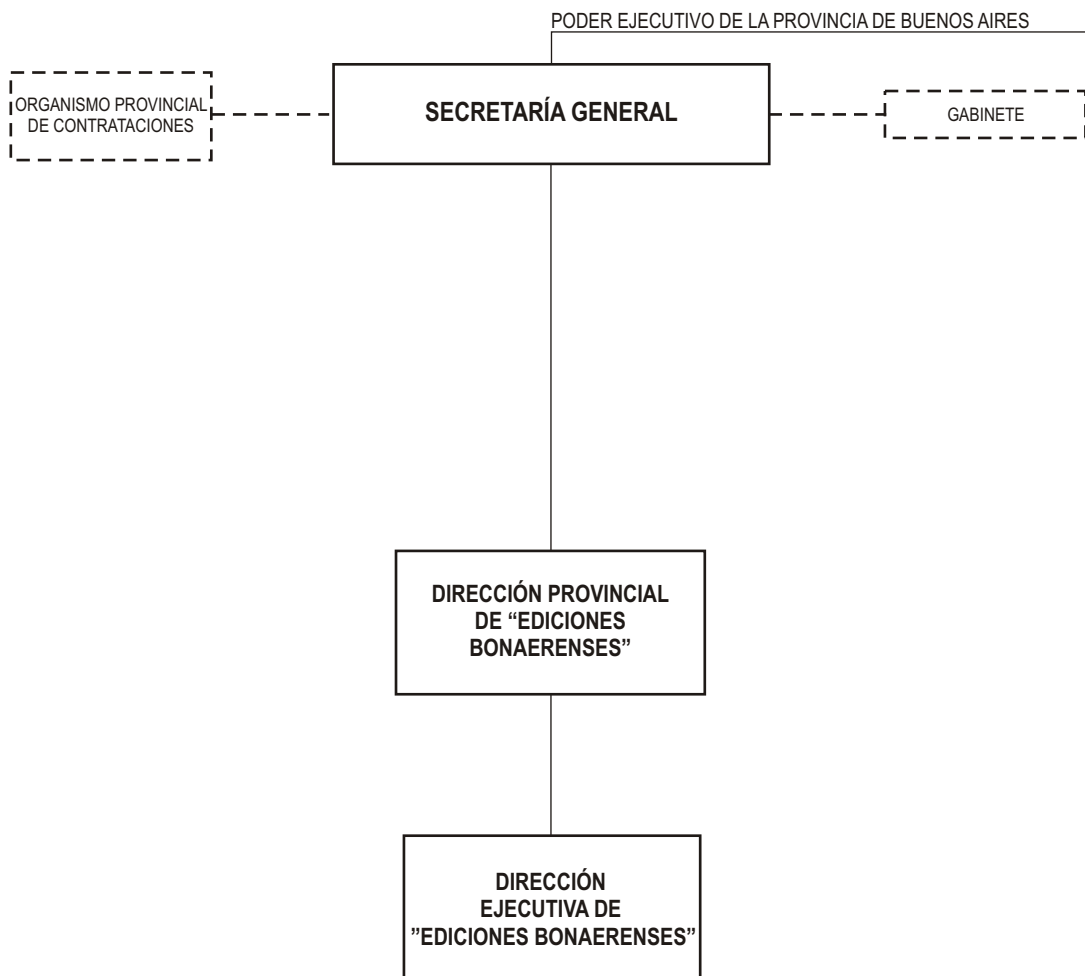 PODER EJECUTIVO DE LA PROVINCIA DE BUENOS AIRES
ORGANISMO PROVINCIAL
DE CONTRATACIONES
SECRETARÍA GENERAL
GABINETE
DIRECCIÓN PROVINCIAL
DE “EDICIONES
BONAERENSES”
DIRECCIÓN
EJECUTIVA DE
”EDICIONES BONAERENSES”